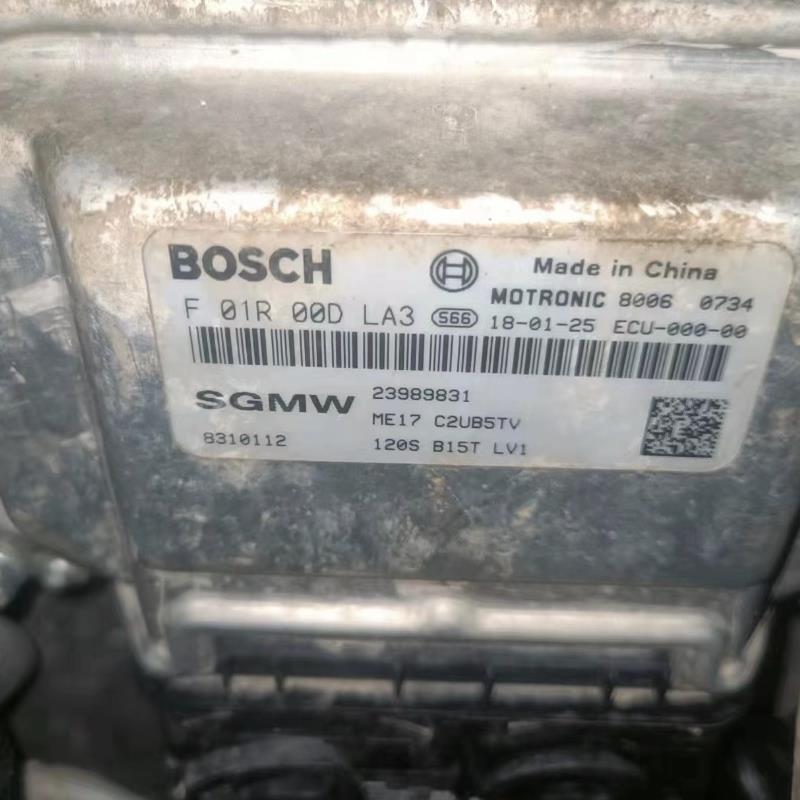 BOSCH Made in China
MOTRONIC 8006 0734
F 01R 00D LA3 S66 18-01-25 ECU-000-00
SGMW 23989831
ME17 C2UB5TV
8310112 120S B15T LV1